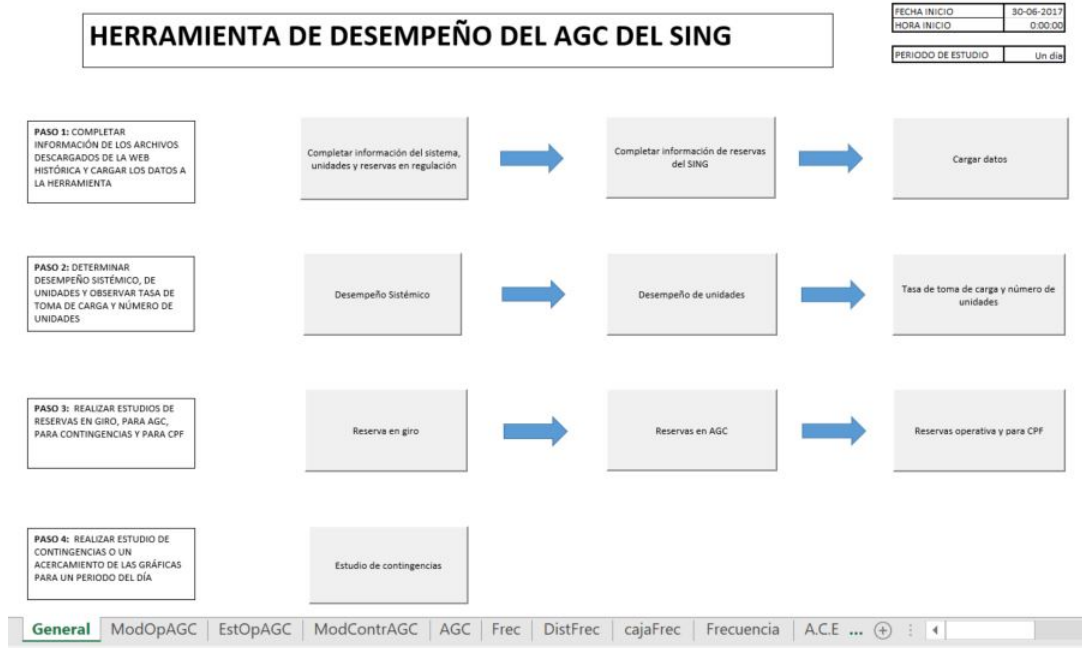 HERRAMIENTA DE DESEMPEÑO DEL AGC DEL SING
FECHA INICIO 30-06-2017
HORA INICIO 0:00:00
PERIODO DE ESTUDIO Un día
PASO 1: COMPLETAR
INFORMACIÓN DE LOS ARCHIVOS
DESCARGADOS DE LA WEB
HISTÓRICA Y CARGAR LOS DATOS A
LA HERRAMIENTA
Completar información del sistema,
unidades y reservas en regulación
Completar información de reservas
del SING
Cargar datos
PASO 2: DETERMINAR
DESEMPEÑO SISTÉMICO, DE
UNIDADES Y OBSERVAR TASA DE
TOMA DE CARGA Y NÚMERO DE
UNIDADES
Desempeño Sistémico
Desempeño de unidades
Tasa de toma de carga y número de
unidades
PASO 3: REALIZAR ESTUDIOS DE
RESERVAS EN GIRO, PARA AGC,
PARA CONTINGENCIAS Y PARA CPF
Reserva en giro
Reservas en AGC
Reservas operativa y para CPF
PASO 4: REALIZAR ESTUDIO DE
CONTINGENCIAS O UN
ACERCAMIENTO DE LAS GRÁFICAS
PARA UN PERIODO DEL DÍA
Estudio de contingencias
General ModOpAGC EstOpAGC ModContrAGC AGC Frec DistFrec cajaFrec Frecuencia A.C.E ...